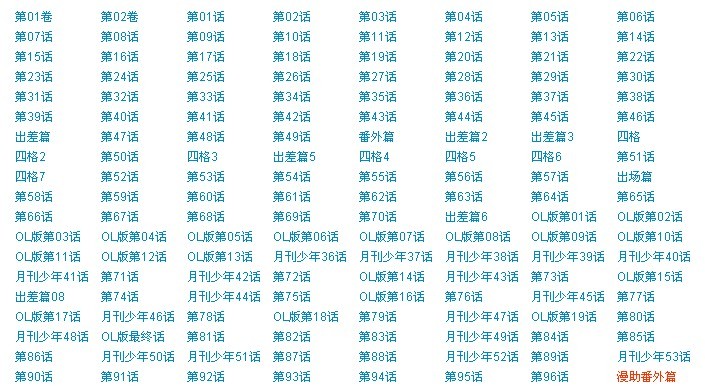 第01卷 第02卷 第01话 第02话 第03话 第04话 第05话 第06话
第07话 第08话 第09话 第10话 第11话 第12话 第13话 第14话
第15话 第16话 第17话 第18话 第19话 第20话 第21话 第22话
第23话 第24话 第25话 第26话 第27话 第28话 第29话 第30话
第31话 第32话 第33话 第34话 第35话 第36话 第37话 第38话
第39话 第40话 第41话 第42话 第43话 第44话 第45话 第46话
出差篇 第47话 第48话 第49话 番外篇 出差篇2 出差篇3 四格
四格2 第50话 四格3 出差篇5 四格4 四格5 四格6 第51话
四格7 第52话 第53话 第54话 第55话 第56话 第57话 出场篇
第58话 第59话 第60话 第61话 第62话 第63话 第64话 第65话
第66话 第67话 第68话 第69话 第70话 出差篇6 OL版第01话 OL版第02话
OL版第03话 OL版第04话 OL版第05话 OL版第06话 OL版第07话 OL版第08话 OL版第09话 OL版第10话
OL版第11话 OL版第12话 OL版第13话 月刊少年36话 月刊少年37话 月刊少年38话 月刊少年39话 月刊少年40话
月刊少年41话 第71话 月刊少年42话 第72话 OL版第14话 月刊少年43话 第73话 OL版第15话
出差篇08 第74话 月刊少年44话 第75话 OL版第16话 第76话 月刊少年45话 第77话
OL版第17话 月刊少年46话 第78话 OL版第18话 第79话 月刊少年47话 OL版第19话 第80话
月刊少年48话 OL版最终话 第81话 第82话 第83话 月刊少年49话 第84话 第85话
第86话 月刊少年50话 月刊少年51话 第87话 第88话 月刊少年52话 第89话 月刊少年53话
第90话 第91话 第92话 第93话 第94话 第95话 第96话 漫助番外篇